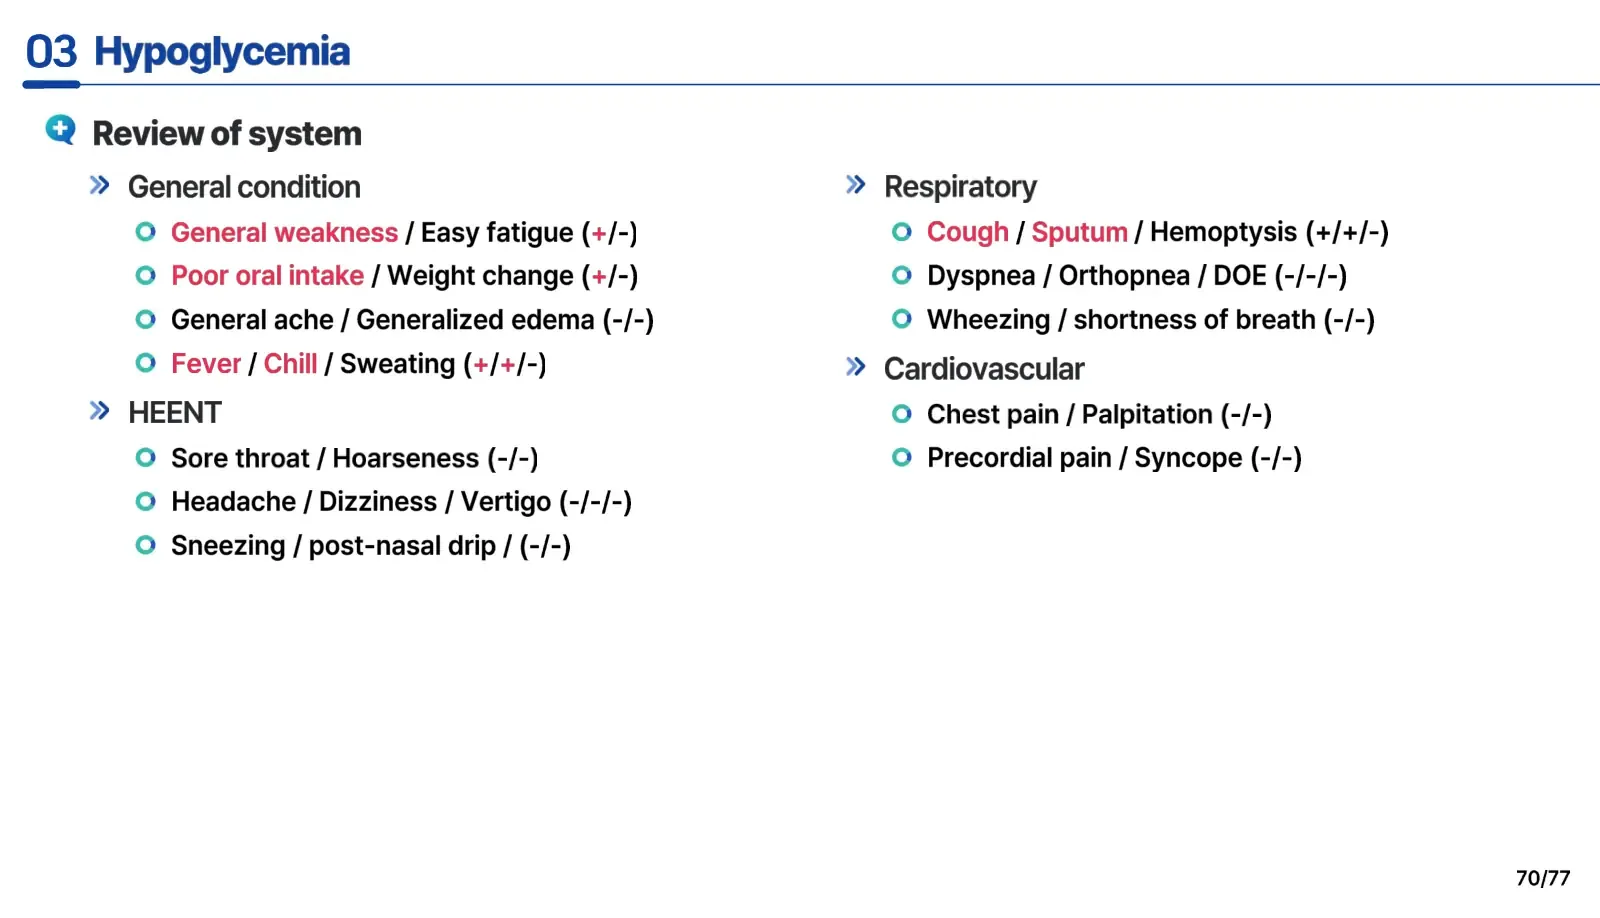 03 Hypoglycemia
Review of system
General condition
General weakness / Easy fatigue (+/-)
Poor oral intake / Weight change (+/-)
General ache / Generalized edema (-/-)
Fever / Chill / Sweating (+/+/-)
HEENT
Sore throat / Hoarseness (-/-)
Headache / Dizziness / Vertigo (-/-/-)
Sneezing / post-nasal drip / (-/-)
Respiratory
Cough / Sputum / Hemoptysis (+/+/-)
Dyspnea / Orthopnea / DOE (-/-/-)
Wheezing / shortness of breath (-/-)
Cardiovascular
Chest pain / Palpitation (-/-)
Precordial pain / Syncope (-/-)
70/77